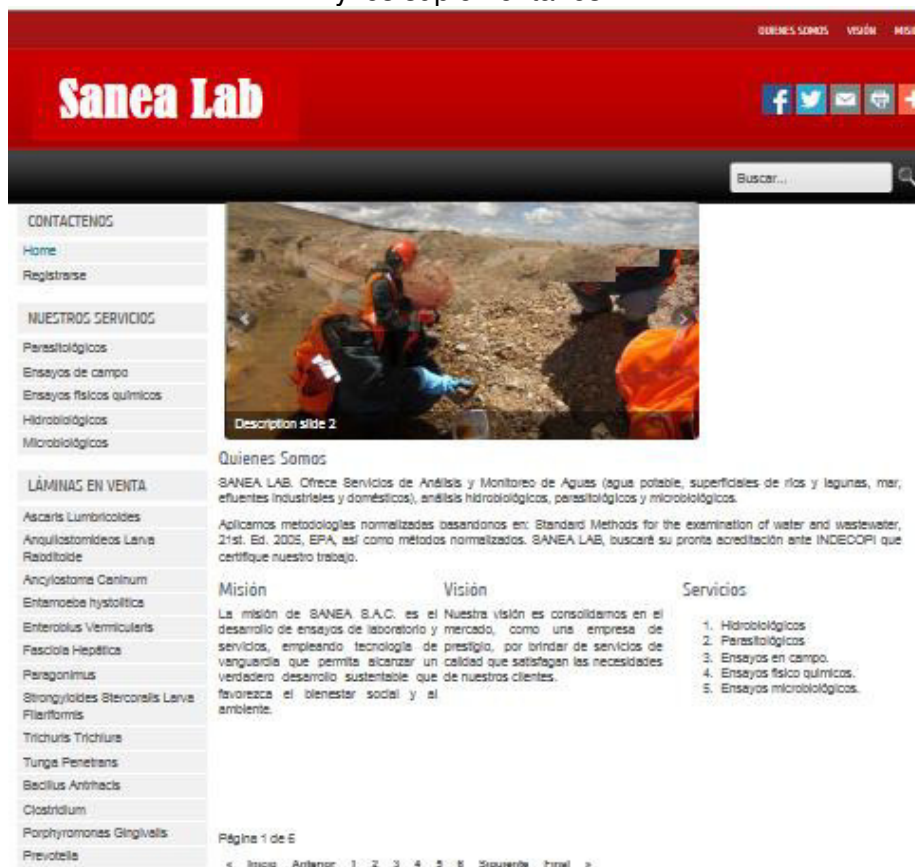 QUIENES SOMOS VISIÓN
Sanea Lab
Buscar...
CONTACTENOS
Home
Registrarse
NUESTROS SERVICIOS
Parasitológicos
Ensayos de campo
Ensayos físicos químicos
Hidrobiológicos
Microbiológicos
LÁMINAS EN VENTA
Ascaris Lumbricoides
Anquilostomideos Larva
Rabditoide
Ancylostoma Caninum
Entamoeba hystolitica
Enterobius Vermicularis
Fasciola Hepática
Paragonimus
Strongyloides Stercoralis Larva
Filariformis
Trichuris Trichiura
Tunga Penetrans
Bacillus Antrhacis
Clostridium
Porphyromonas Gingivalis
Prevotella
Description slide 2
Quienes Somos
SANEA LAB. Ofrece Servicios de Análisis y Monitoreo de Aguas (agua potable, superficiales de ríos y lagunas, mar,
efluentes industriales y domésticos), análisis hidrobiológicos, parasitológicos y microbiológicos.
Aplicamos metodologías normalizadas basandonos en: Standard Methods for the examination of water and wastewater,
21st. Ed. 2005, EPA, así como métodos normalizados. SANEA LAB, buscará su pronta acreditación ante INDECOPI que
certifique nuestro trabajo.
Misión
La misión de SANEA S.A.C. es el
desarrollo de ensayos de laboratorio y
servicios, empleando tecnología de
vanguardia que permita alcanzar un
verdadero desarrollo sustentable que
favorezca el bienestar social y al
ambiente.
Visión
Nuestra visión es consolidarnos en el
mercado, como una empresa de
prestigio, por brindar de servicios de
calidad que satisfagan las necesidades
de nuestros clientes.
Servicios
1. Hidrobiológicos
2. Parasitológicos
3. Ensayos en campo.
4. Ensayos físico químicos.
5. Ensayos microbiológicos.
Página 1 de 6
« Inicio Anterior 1 2 3 4 5 6 Siguiente Final »